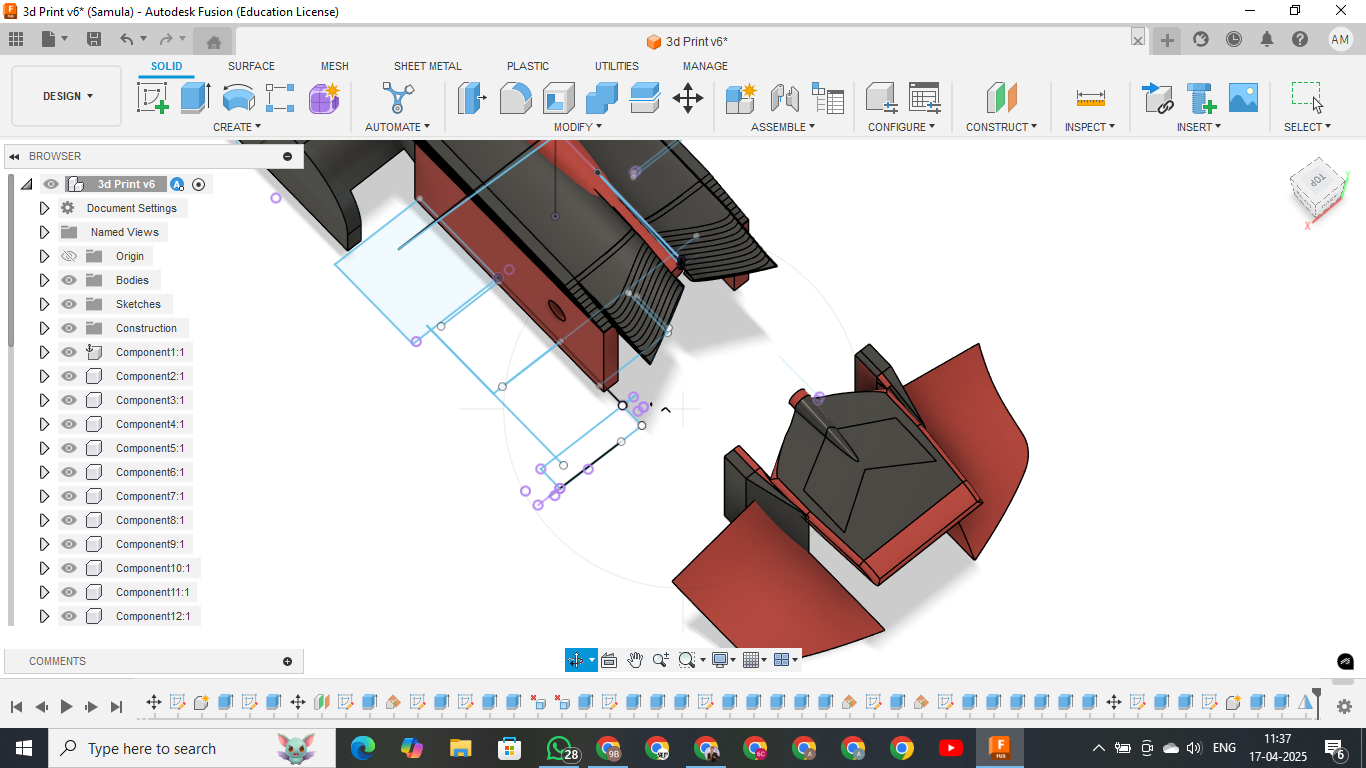 3d Print v6* (Samula) - Autodesk Fusion (Education License)
3d Print v6*
AM
SOLID SURFACE MESH SHEET METAL PLASTIC UTILITIES MANAGE
DESIGN
CREATE AUTOMATE MODIFY ASSEMBLE CONFIGURE CONSTRUCT INSPECT INSERT SELECT
BROWSER
3d Print v6
Document Settings
Named Views
Origin
Bodies
Sketches
Construction
Component1:1
Component2:1
Component3:1
Component4:1
Component5:1
Component6:1
Component7:1
Component8:1
Component9:1
Component10:1
Component11:1
Component12:1
TOP
Y
X
COMMENTS
Type here to search
28
9B
6C
A
A
F
FUS
ENG
11:37
17-04-2025
6